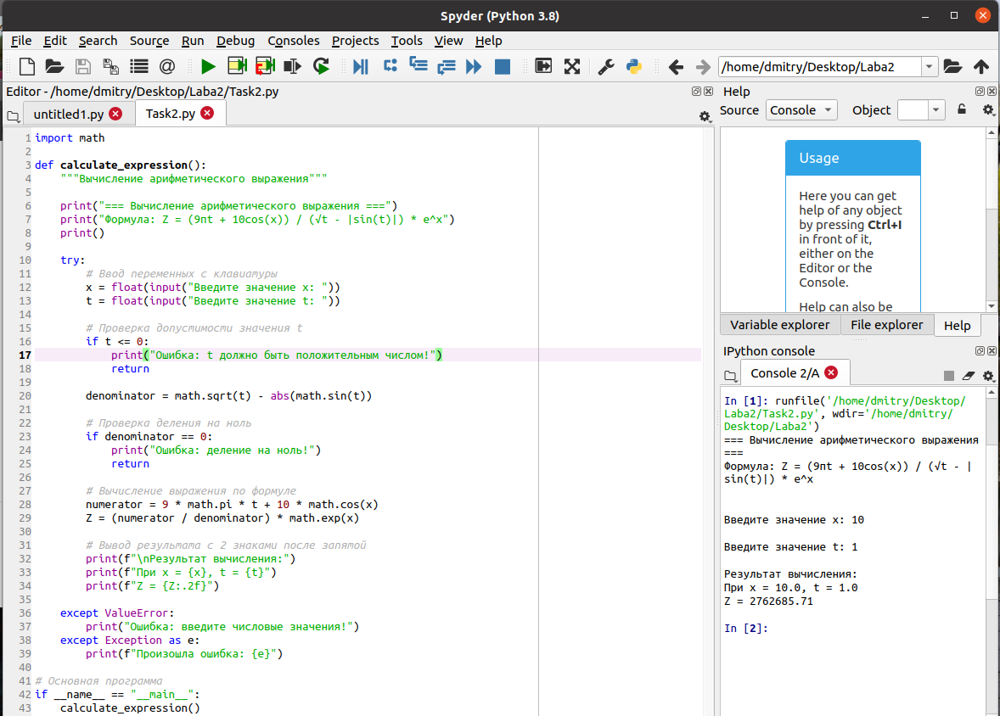 Spyder (Python 3.8)
File Edit Search Source Run Debug Consoles Projects Tools View Help
/home/dmitry/Desktop/Laba2
Editor - /home/dmitry/Desktop/Laba2/Task2.py
untitled1.py
Task2.py
1 import math
2
3 def calculate_expression():
4     """Вычисление арифметического выражения"""
5
6     print("=== Вычисление арифметического выражения ===")
7     print("Формула: Z = (9πt + 10cos(x)) / (√t - |sin(t)|) * e^x")
8     print()
9
10     try:
11         # Ввод переменных с клавиатуры
12         x = float(input("Введите значение x: "))
13         t = float(input("Введите значение t: "))
14
15         # Проверка допустимости значения t
16         if t <= 0:
17             print("Ошибка: t должно быть положительным числом!")
18             return
19
20         denominator = math.sqrt(t) - abs(math.sin(t))
21
22         # Проверка деления на ноль
23         if denominator == 0:
24             print("Ошибка: деление на ноль!")
25             return
26
27         # Вычисление выражения по формуле
28         numerator = 9 * math.pi * t + 10 * math.cos(x)
29         Z = (numerator / denominator) * math.exp(x)
30
31         # Вывод результата с 2 знаками после запятой
32         print(f"\nРезультат вычисления:")
33         print(f"При x = {x}, t = {t}")
34         print(f"Z = {Z:.2f}")
35
36     except ValueError:
37         print("Ошибка: введите числовые значения!")
38     except Exception as e:
39         print(f"Произошла ошибка: {e}")
40
41 # Основная программа
42 if __name__ == "__main__":
43     calculate_expression()
Help
Source Console Object
Usage
Here you can get
help of any object
by pressing Ctrl+I
in front of it,
either on the
Editor or the
Console.
Help can also be
Variable explorer File explorer Help
IPython console
Console 2/A
In [1]: runfile('/home/dmitry/Desktop/
Laba2/Task2.py', wdir='/home/dmitry/
Desktop/Laba2')
=== Вычисление арифметического выражения
===
Формула: Z = (9πt + 10cos(x)) / (√t - |
sin(t)|) * e^x
Введите значение x: 10
Введите значение t: 1
Результат вычисления:
При x = 10.0, t = 1.0
Z = 2762685.71
In [2]: